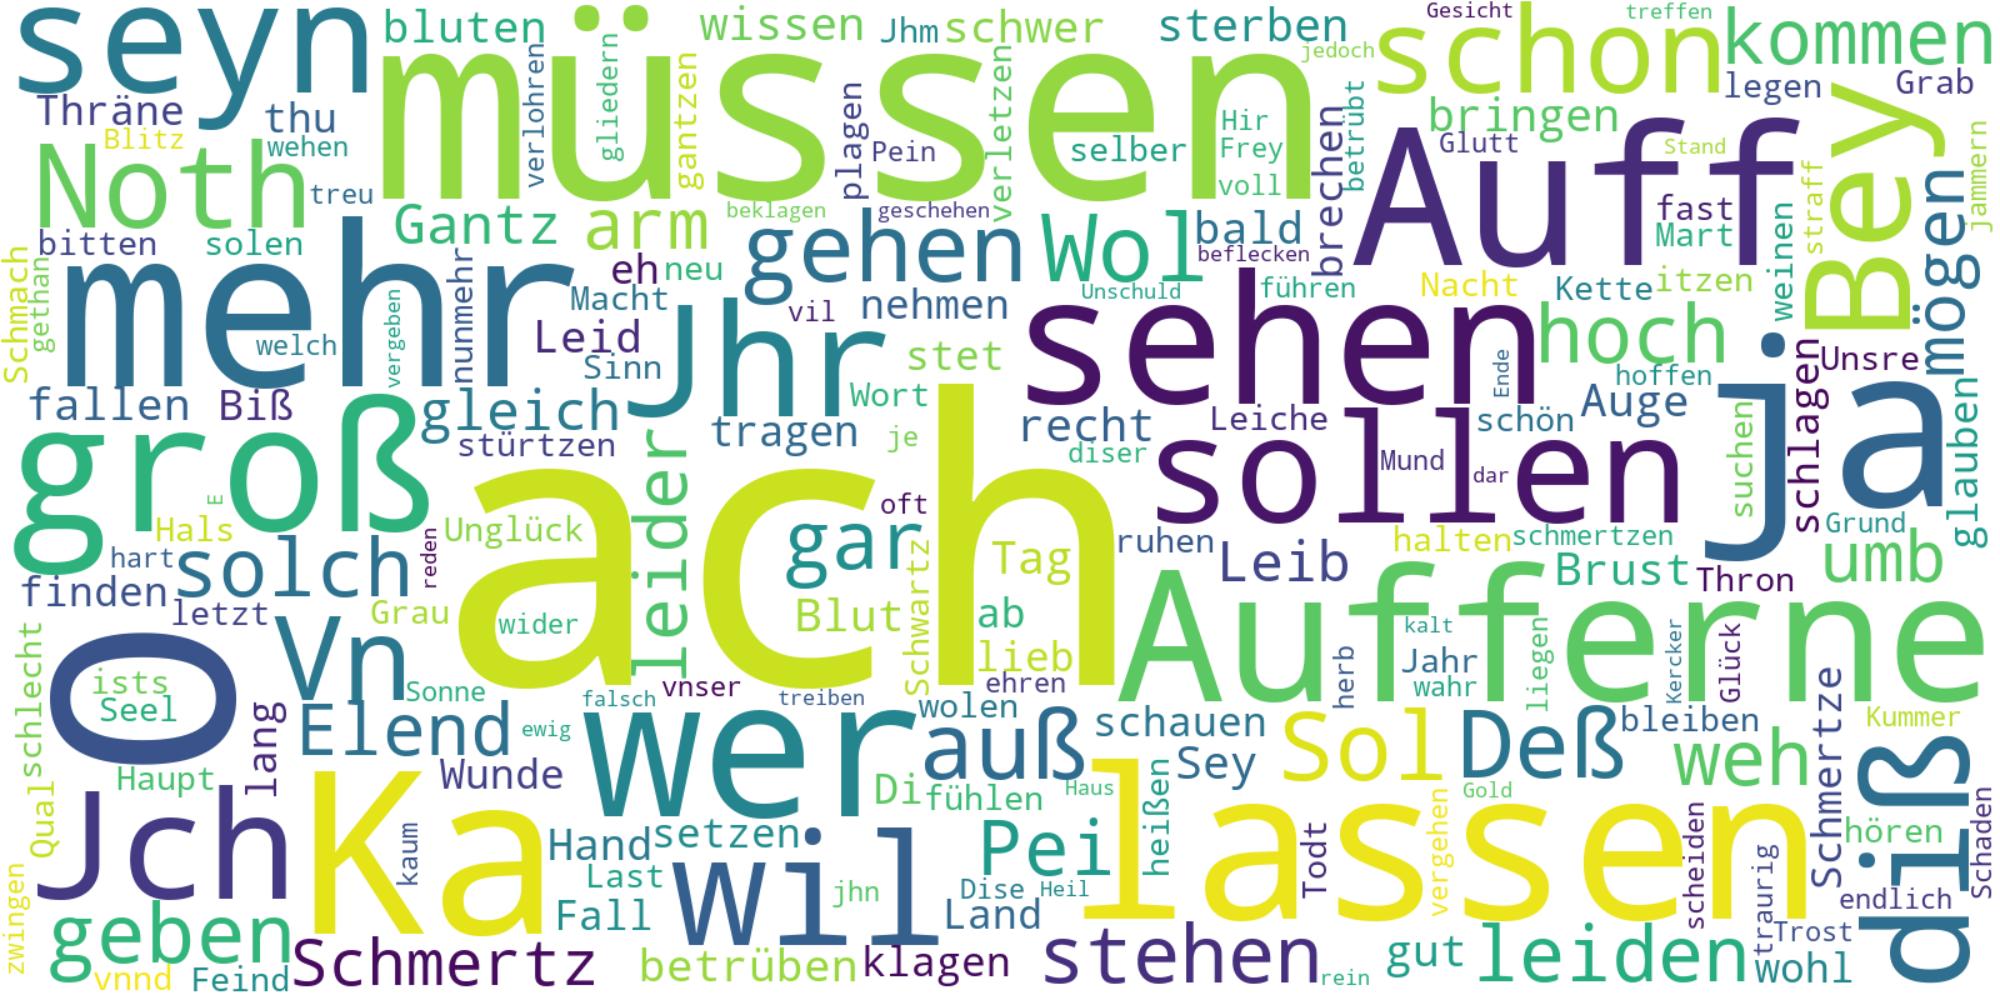 seyn
bluten
müssen
wissen
Jhm
schwer
sterben
jedoch
Gesicht
schon
treffen
kommen
Thräne
thu
Blitz
wehen
verlohren
gliedern
gantzen
plagen
Pein
verletzen
selber
Hir
Frey
voll
brechen
betrübt
bringen
legen
Grab
Glutt
Stand
Auff
Bey
jammern
Noth
treu
Gantz
arm
beklagen
geschehen
gehen
Wol
bald
beflecken
fast
Mart
straff
weinen
mögen
bitten
solen
Schmach
gethan
mehr
welch
vergeben
nunmehr
eh
neu
Macht
Leid
Sinn
vil
nehmen
Jhr
Unschuld
führen
Nacht
Kette
itzen
sehen
Ende
hoch
hoffen
Unsre
fallen
Biß
gleich
stürtzen
stet
Wort
je
tragen
leider
recht
diser
Leiche
schön
Auge
sollen
Mund
dar
suchen
schlagen
ja
glauben
groß
E
Hals
hart
solch
reden
Unglück
ach
oft
gar
Schwartz
Tag
ruhen
Leib
halten
schmertzen
Brust
Thron
Grund
umb
finden
letzt
Grau
wider
Blut
ab
lieb
Aufferne
kalt
O
ists
Seel
Vn
Sonne
vnser
falsch
treiben
ehren
wolen
herb
Jahr
wahr
liegen
Kercker
Glück
schlecht
lang
Elend
ewig
wer
auß
schauen
Sey
Sol
Deß
bleiben
weh
Schmertze
Kummer
diß
Haupt
Wunde
Di
fühlen
Haus
heißen
Gold
Qual
Jch
Ka
kaum
Hand
setzen
Last
wil
jhn
Pei
Dise
Heil
lassen
Todt
vergehen
scheiden
traurig
hören
Schaden
endlich
zwingen
geben
Fall
Land
vnnd
Feind
Schmertz
betrüben
klagen
stehen
rein
gut
leiden
Trost
wohl